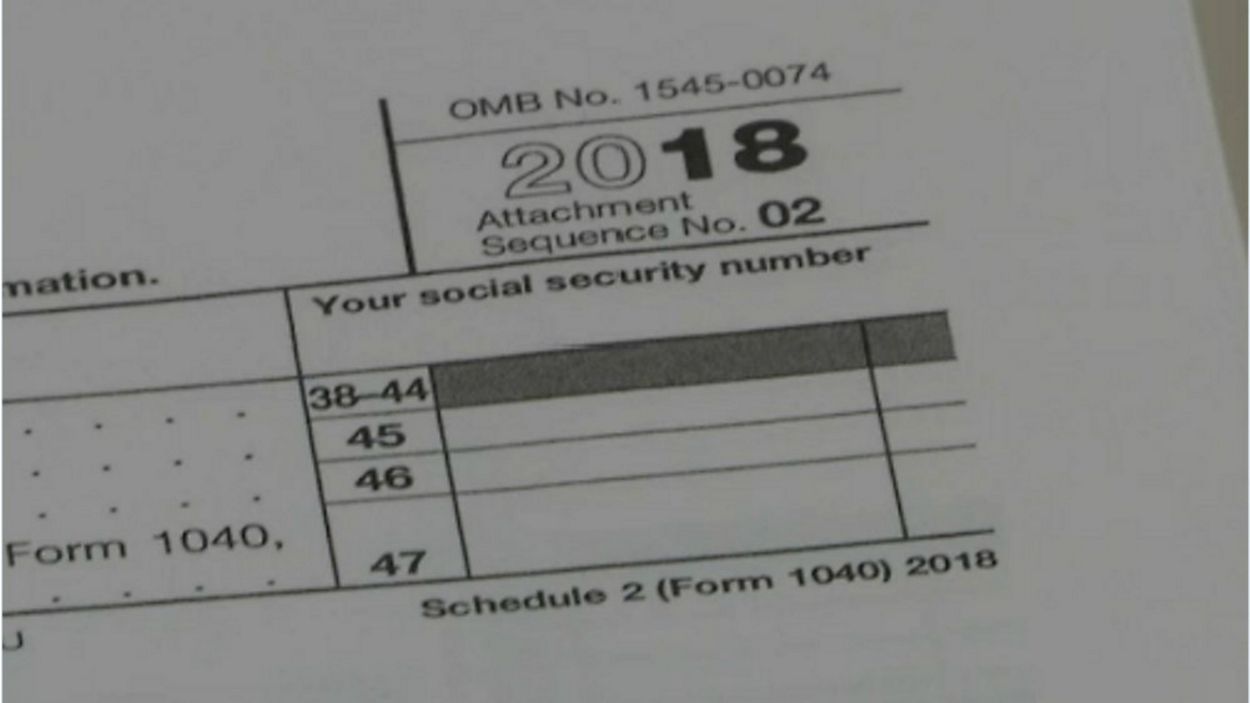 OMB No. 1545-0074
2018
Attachment
Sequence No. 02
mation.
Your social security number
38–44
45
46
Form 1040,
47
Schedule 2 (Form 1040) 2018